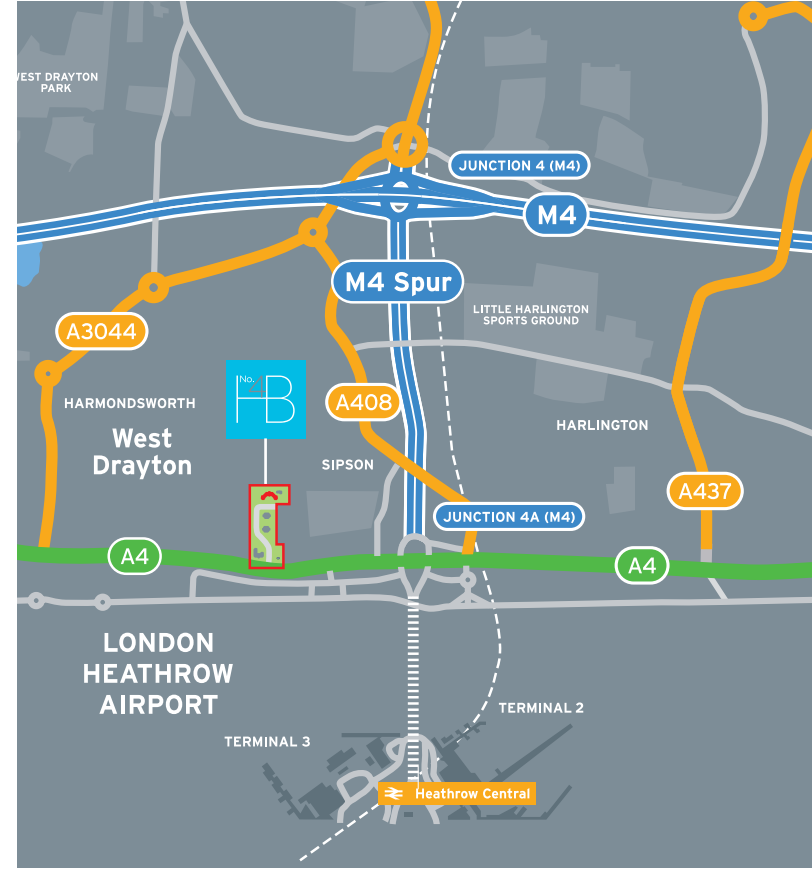 WEST DRAYTON
PARK
JUNCTION 4 (M4)
M4
M4 Spur
LITTLE HARLINGTON
SPORTS GROUND
A3044
No.
HB
HARMONDSWORTH
A408
West
Drayton
HARLINGTON
SIPSON
A437
JUNCTION 4A (M4)
A4
A4
LONDON
HEATHROW
AIRPORT
TERMINAL 2
TERMINAL 3
Heathrow Central